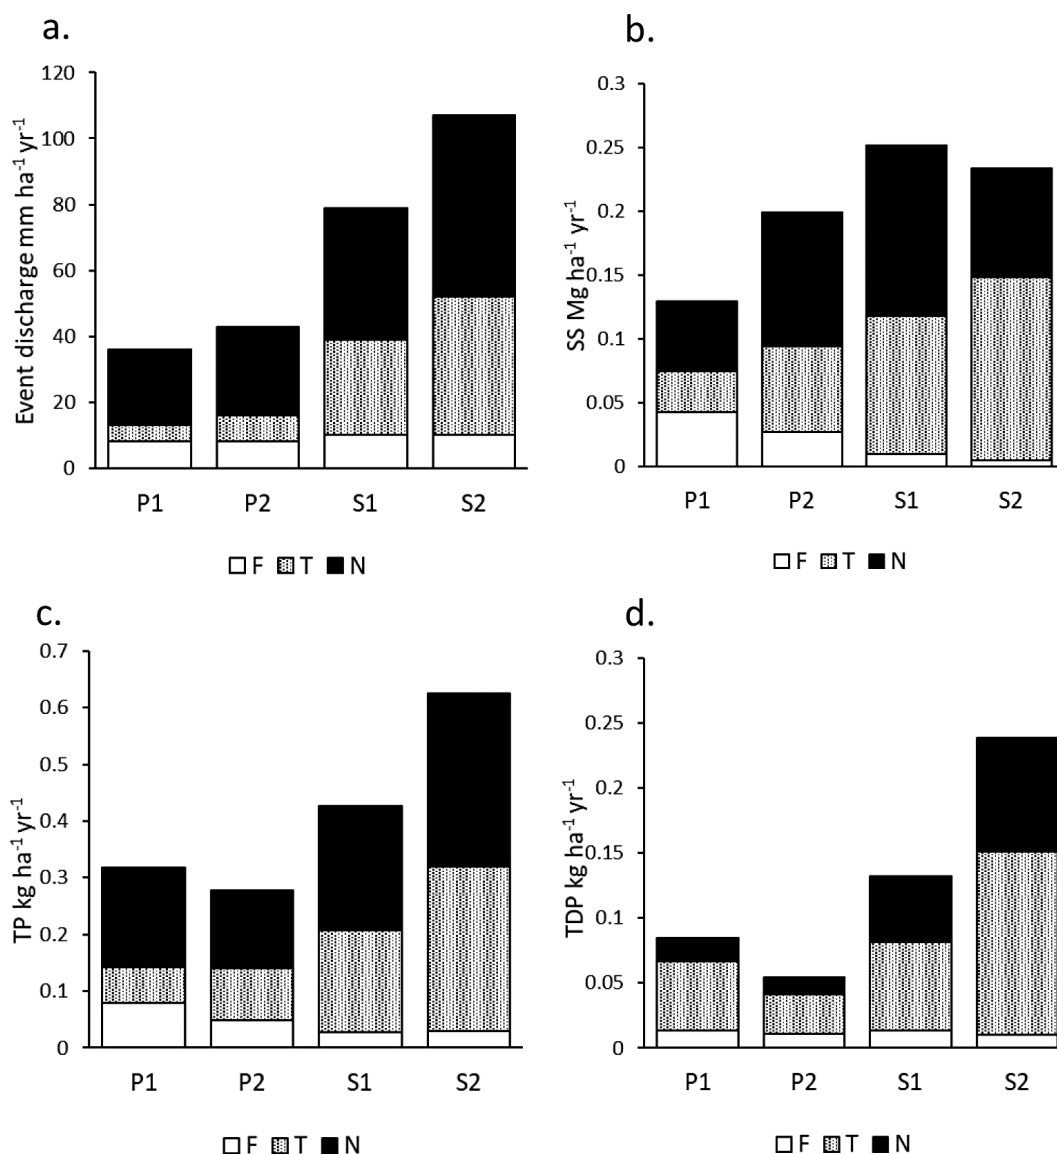 a.
Event discharge mm ha⁻¹ yr⁻¹
120
100
80
60
40
20
0
P1 P2 S1 S2
F T N
b.
SS Mg ha⁻¹ yr⁻¹
0.3
0.25
0.2
0.15
0.1
0.05
0
P1 P2 S1 S2
F T N
c.
TP kg ha⁻¹ yr⁻¹
0.7
0.6
0.5
0.4
0.3
0.2
0.1
0
P1 P2 S1 S2
F T N
d.
TDP kg ha⁻¹ yr⁻¹
0.3
0.25
0.2
0.15
0.1
0.05
0
P1 P2 S1 S2
F T N